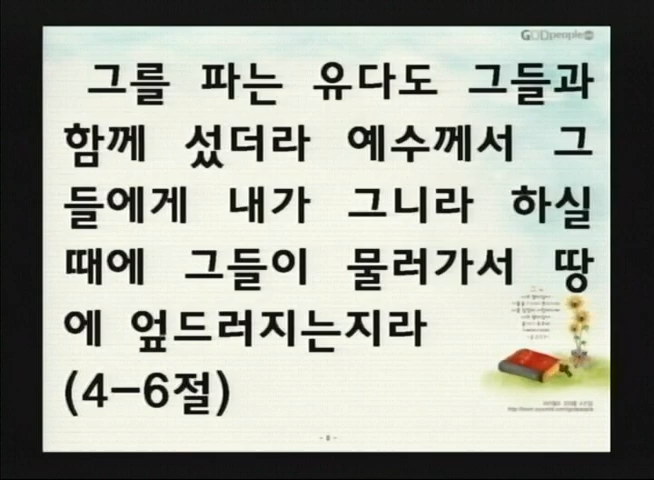 GODpeople
그를 파는 유다도 그들과
함께 섰더라 예수께서 그
들에게 내가 그니라 하실
때에 그들이 물러가서 땅
에 엎드러지는지라
(4-6절)
- 8 -